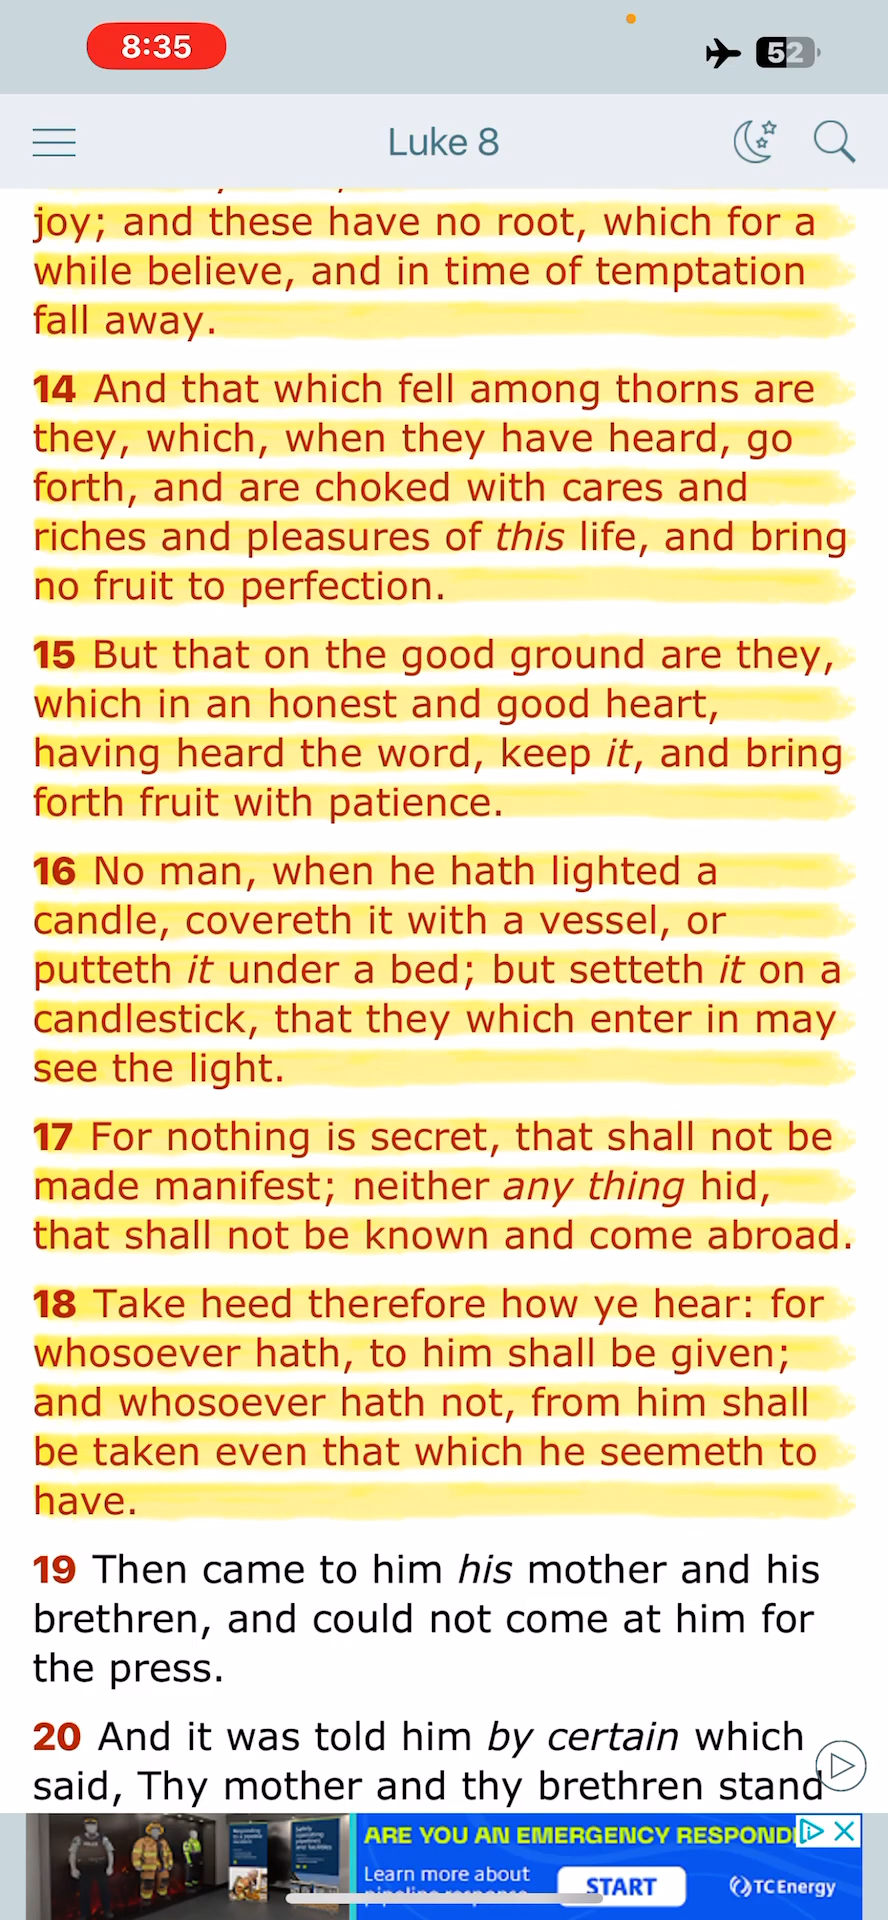 8:35
52
Luke 8
joy; and these have no root, which for a
while believe, and in time of temptation
fall away.
14 And that which fell among thorns are
they, which, when they have heard, go
forth, and are choked with cares and
riches and pleasures of this life, and bring
no fruit to perfection.
15 But that on the good ground are they,
which in an honest and good heart,
having heard the word, keep it, and bring
forth fruit with patience.
16 No man, when he hath lighted a
candle, covereth it with a vessel, or
putteth it under a bed; but setteth it on a
candlestick, that they which enter in may
see the light.
17 For nothing is secret, that shall not be
made manifest; neither any thing hid,
that shall not be known and come abroad.
18 Take heed therefore how ye hear: for
whosoever hath, to him shall be given;
and whosoever hath not, from him shall
be taken even that which he seemeth to
have.
19 Then came to him his mother and his
brethren, and could not come at him for
the press.
20 And it was told him by certain which
said, Thy mother and thy brethren stand
ARE YOU AN EMERGENCY RESPOND
Learn more about
START
TC Energy